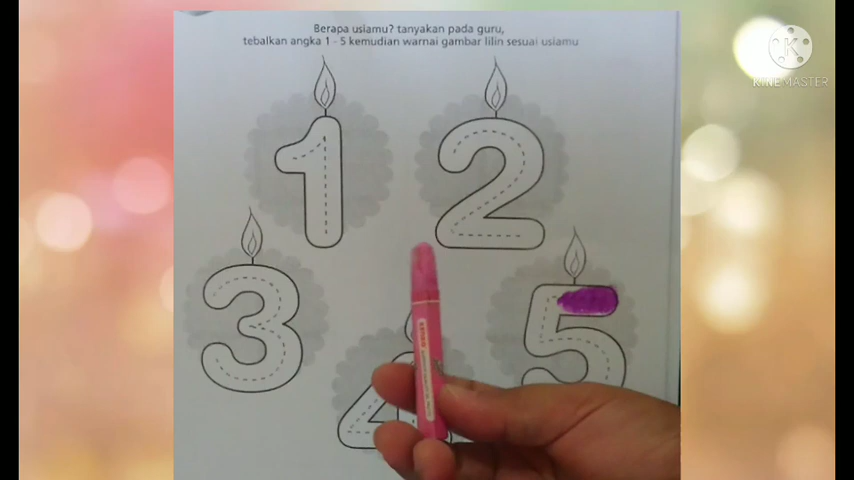 Berapa usiamu? tanyakan pada guru,
tebalkan angka 1 - 5 kemudian warnai gambar lilin sesuai usiamu
K
KINEMASTER
1
2
3
4
5